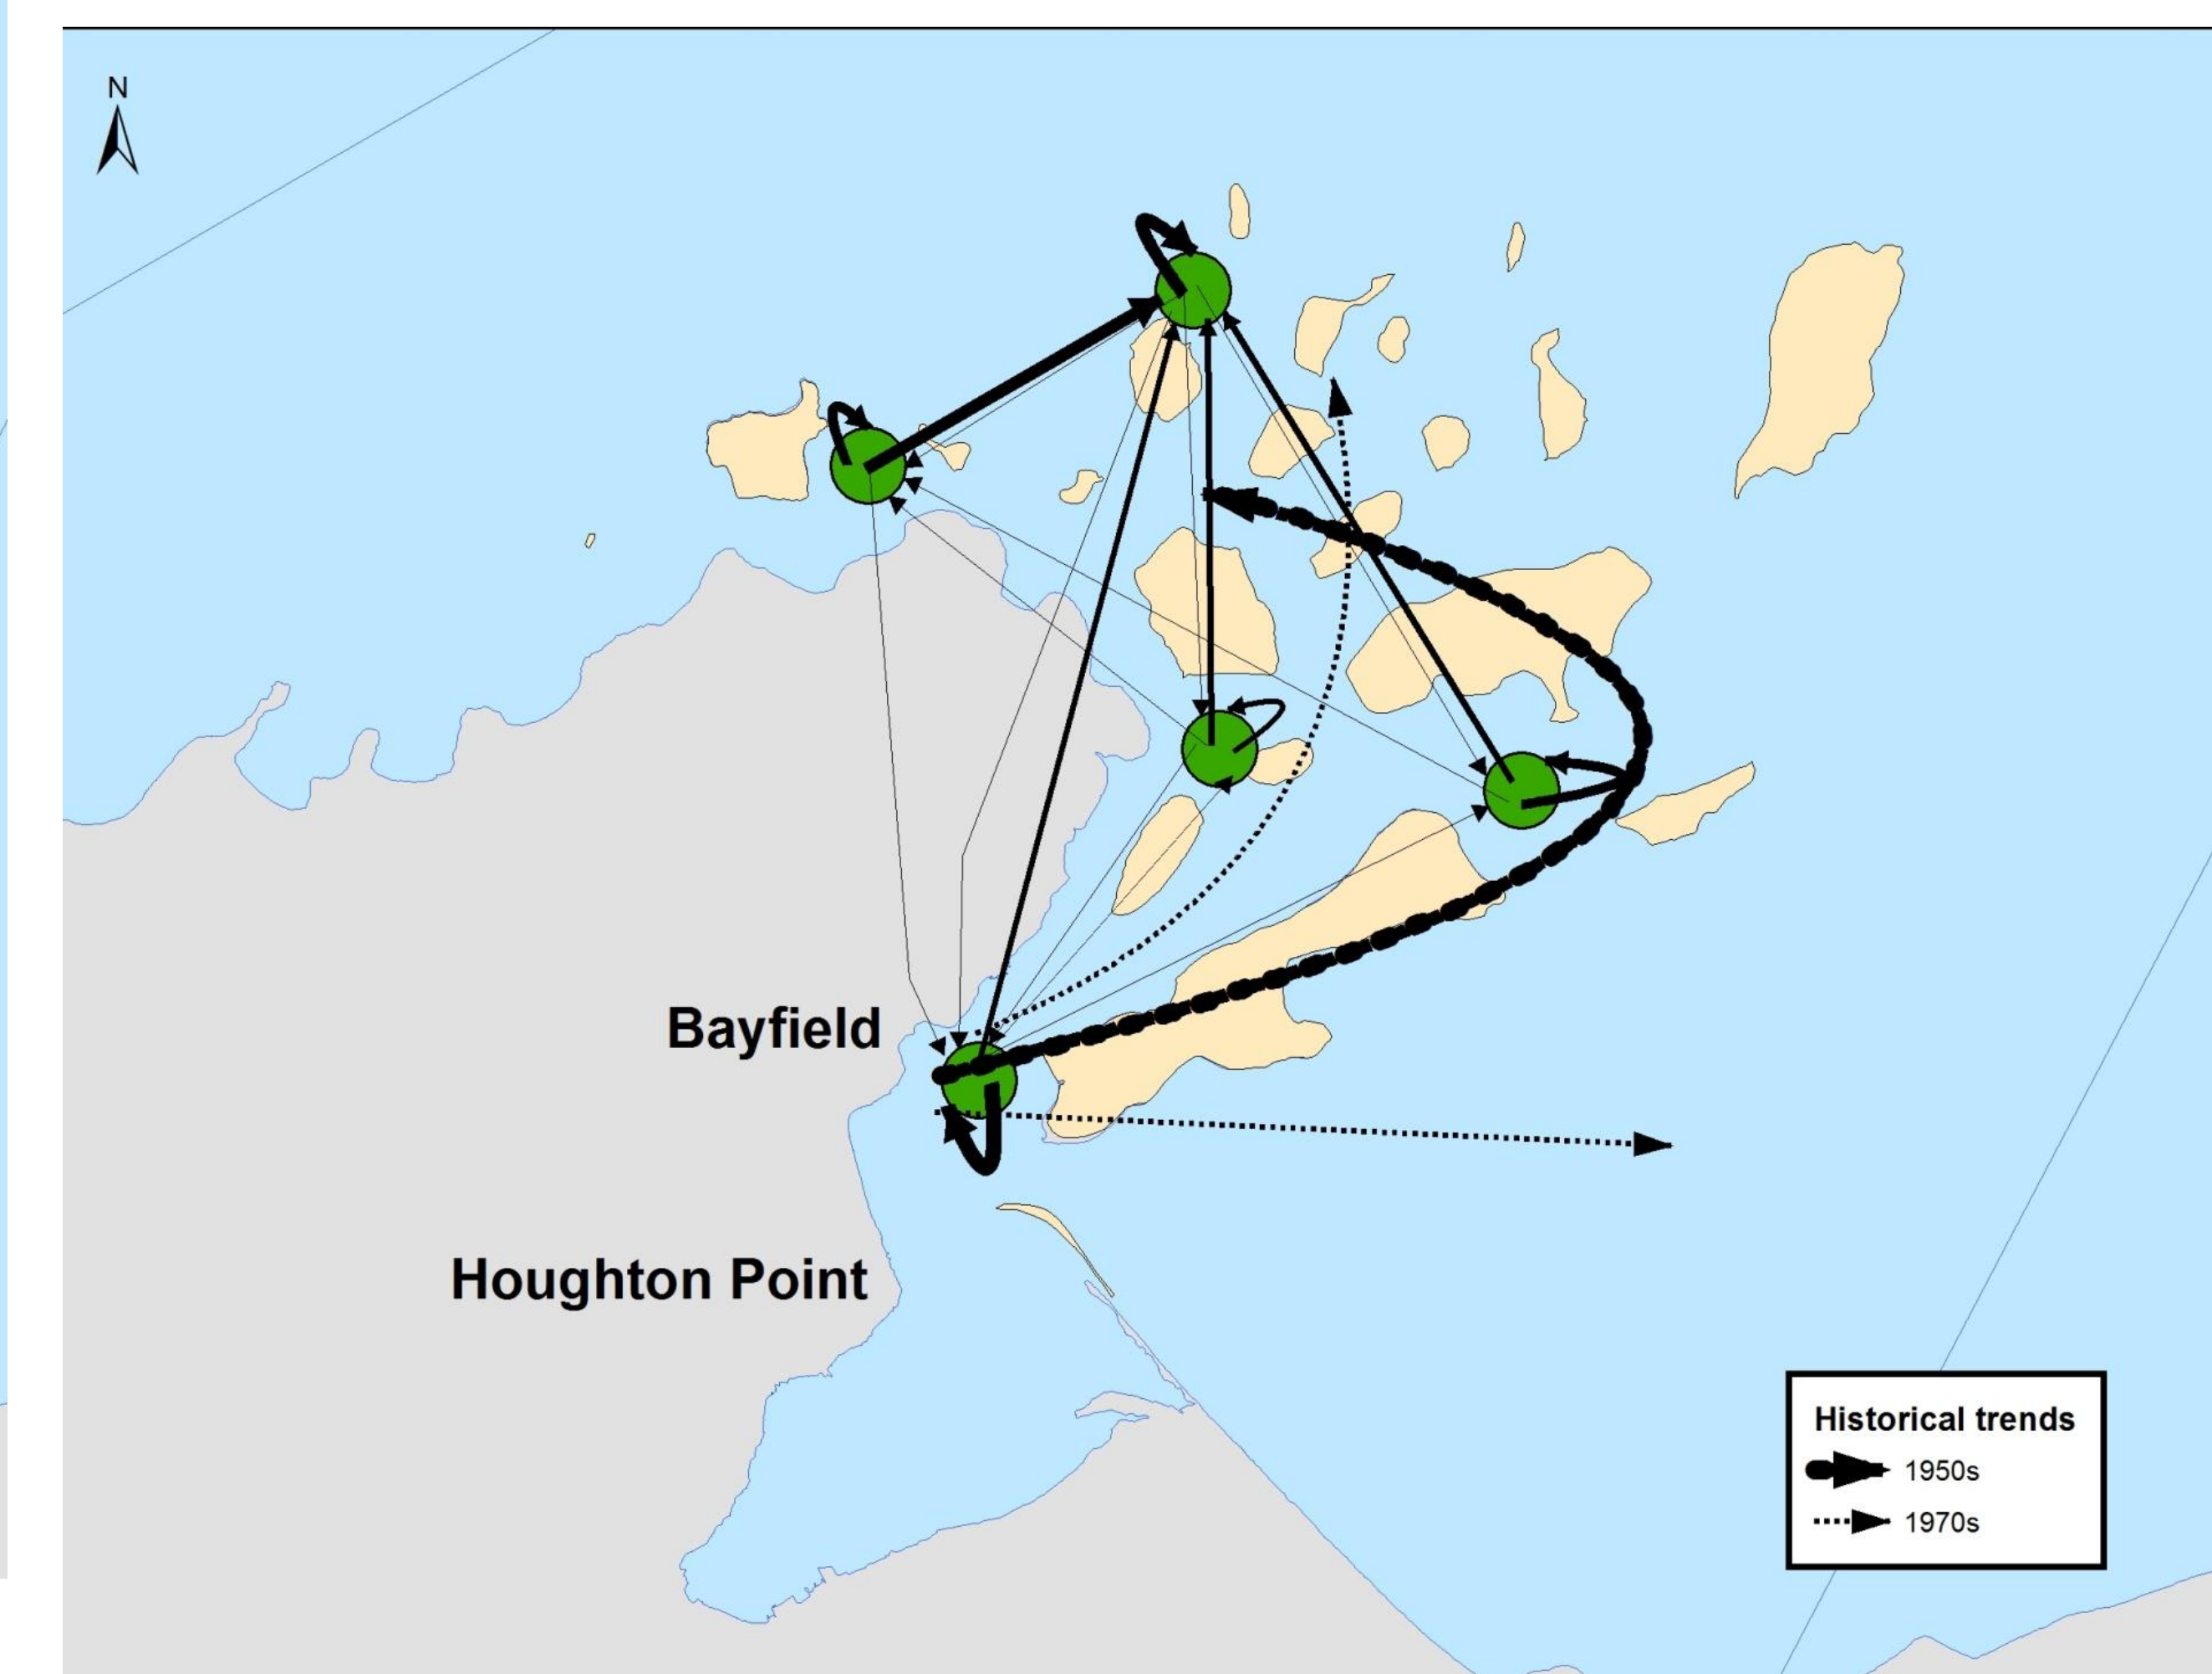 N
Bayfield
Houghton Point
Historical trends
1950s
1970s